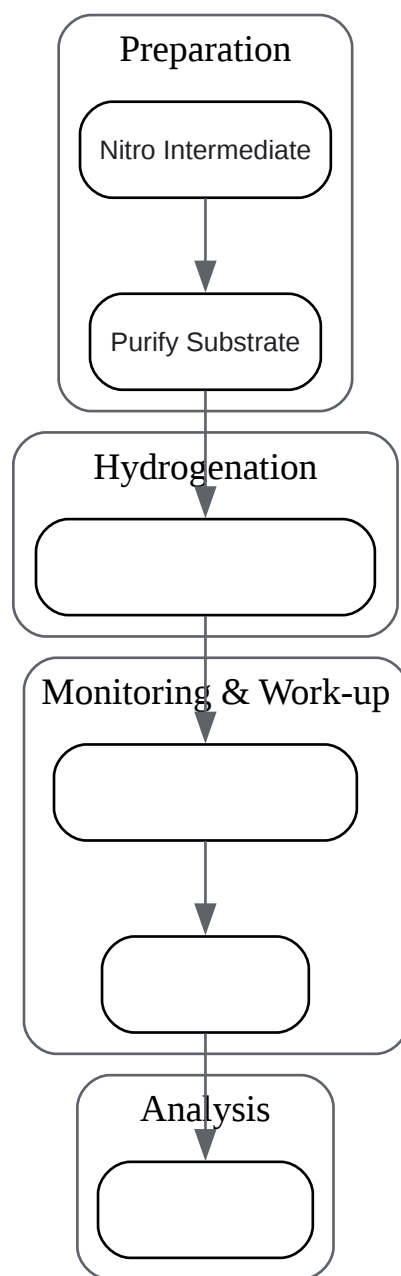 Preparation
Nitro Intermediate
Purify Substrate
Hydrogenation
Monitoring & Work-up
Analysis